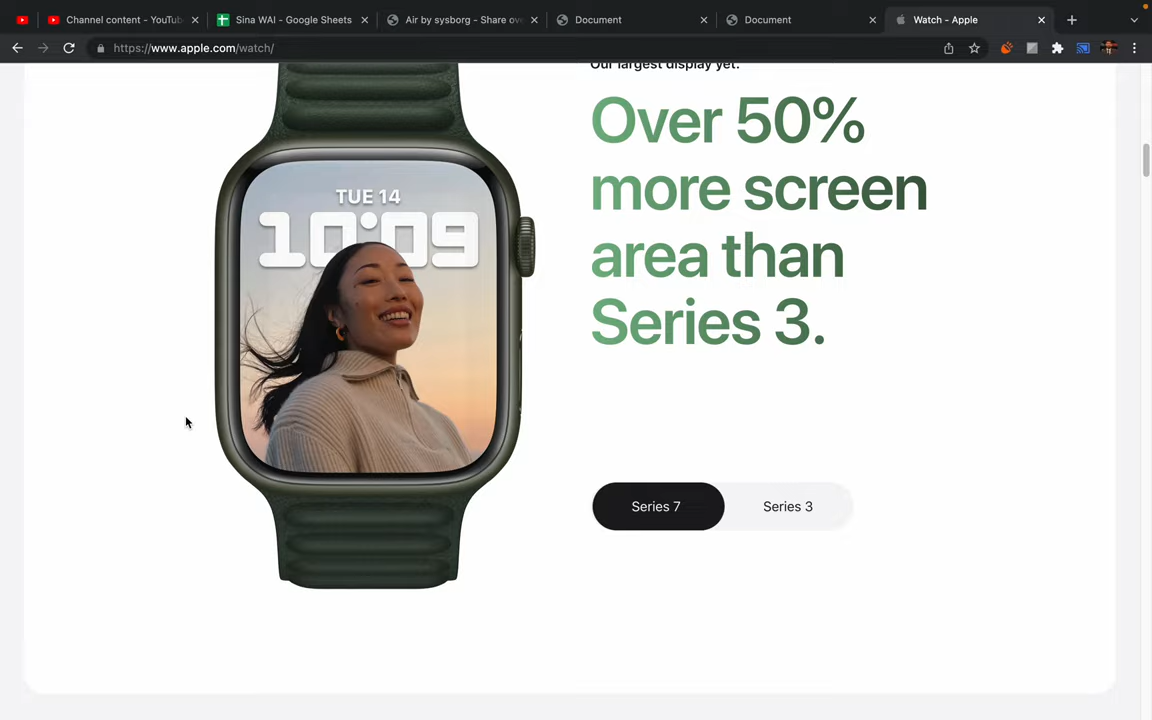 Channel content - YouTub
Sina WAI - Google Sheets
Air by sysborg - Share ove
Document
Document
Watch - Apple
https://www.apple.com/watch/
Our largest display yet.
Over 50%
more screen
area than
Series 3.
TUE 14
10:09
Series 7
Series 3